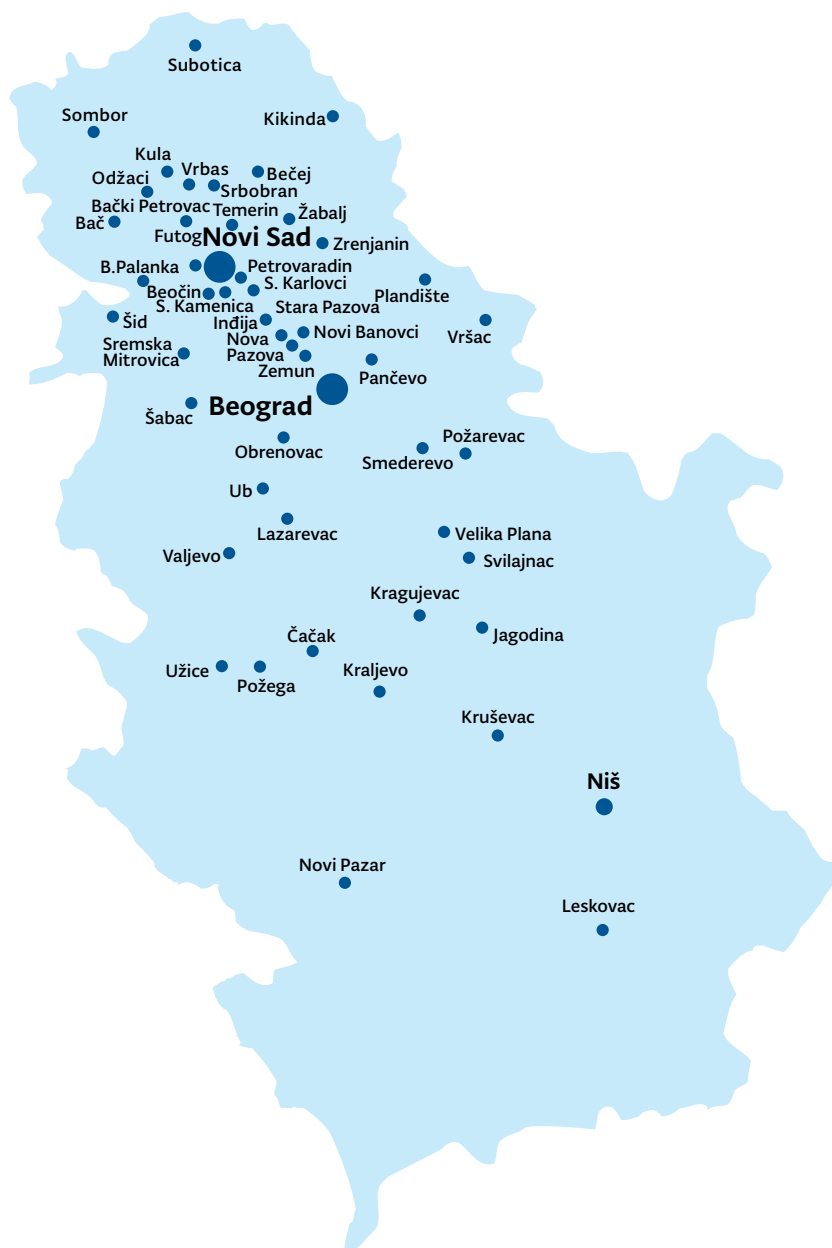 Subotica
Sombor
Kikinda
Kula
Vrbas
Bečej
Odžaci
Srbobran
Bački Petrovac
Temerin
Žabalj
Bač
Futog
Novi Sad
Zrenjanin
B.Palanka
Petrovaradin
S. Karlovci
Beočin
Plandište
S. Kamenica
Stara Pazova
Šid
Inđija
Novi Banovci
Vršac
Sremska
Mitrovica
Nova
Pazova
Zemun
Pančevo
Beograd
Šabac
Obrenovac
Požarevac
Smederevo
Ub
Lazarevac
Velika Plana
Valjevo
Svilajnac
Kragujevac
Jagodina
Čačak
Užice
Požega
Kraljevo
Kruševac
Niš
Novi Pazar
Leskovac